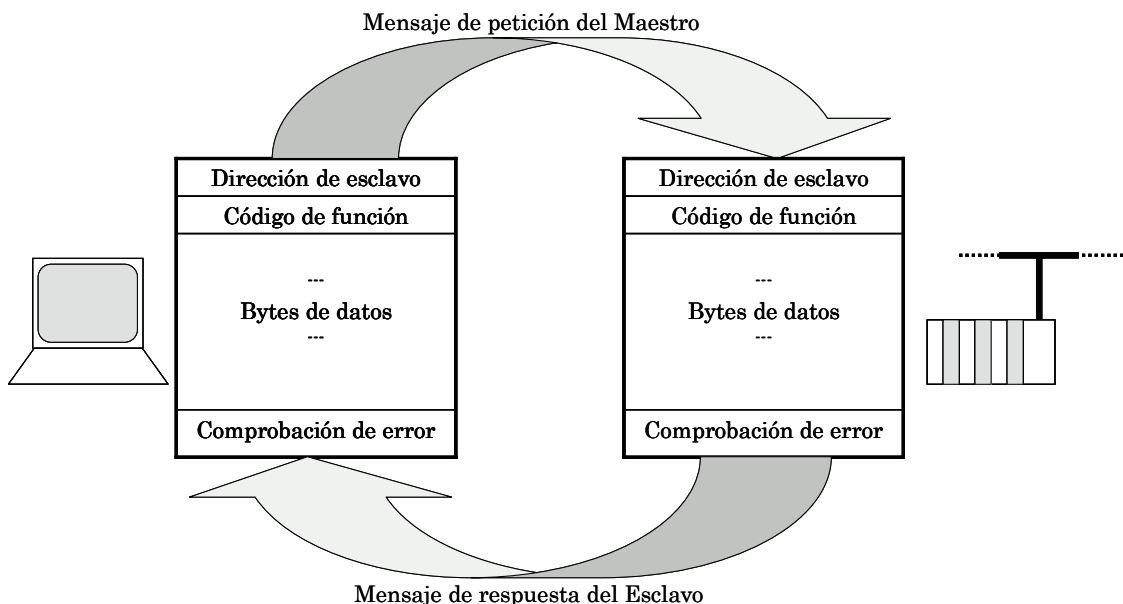 Mensaje de petición del Maestro
Dirección de esclavo
Código de función
---
Bytes de datos
---
Comprobación de error
Dirección de esclavo
Código de función
---
Bytes de datos
---
Comprobación de error
Mensaje de respuesta del Esclavo